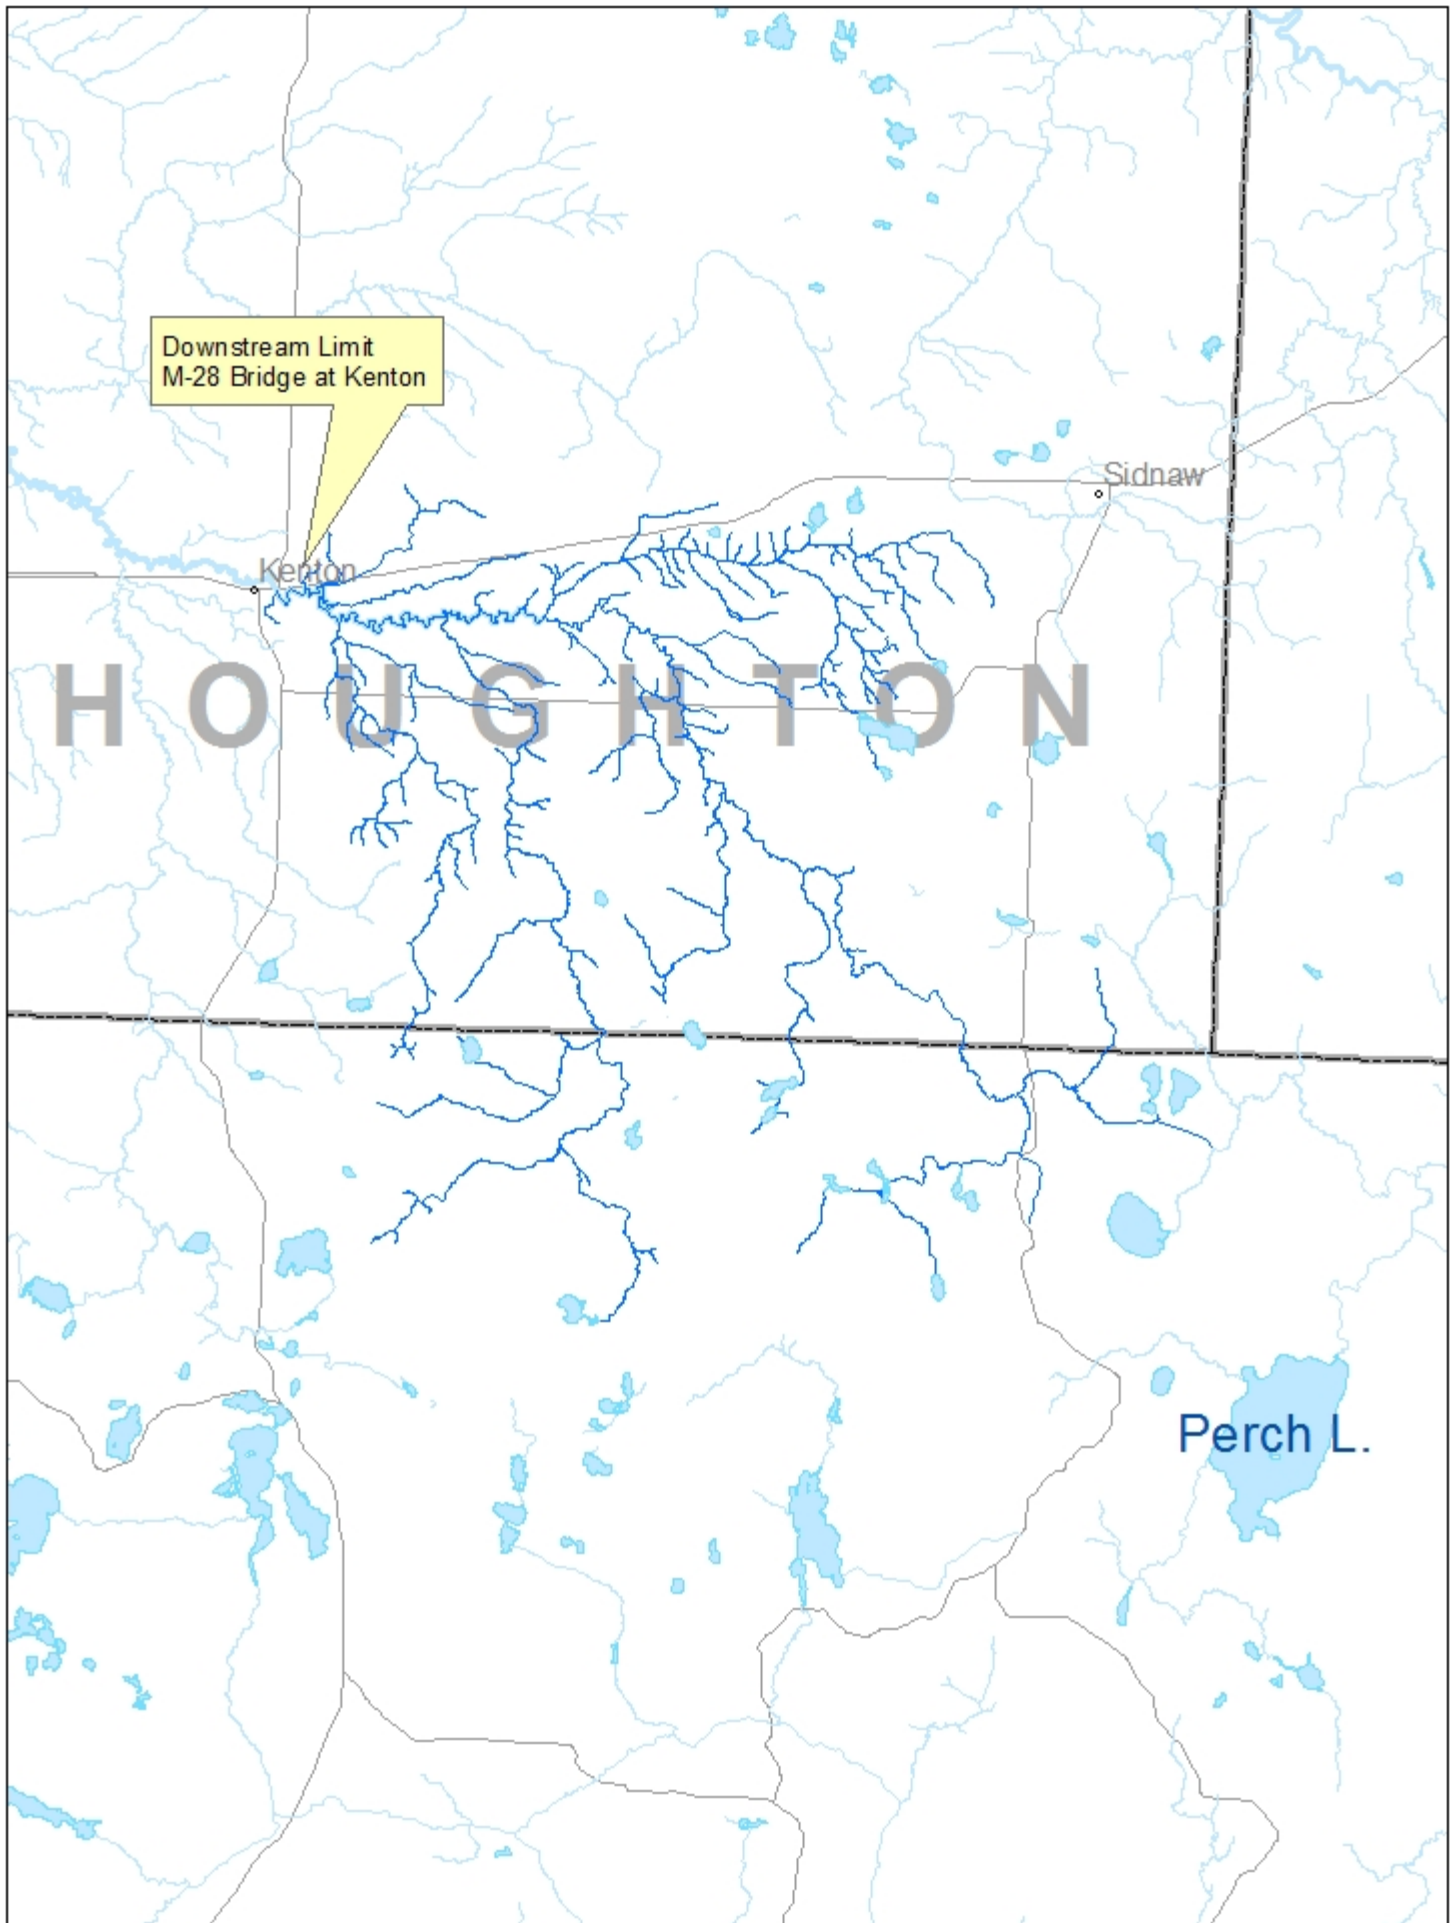 Downstream Limit
M-28 Bridge at Kenton
Sidnaw
Kenton
HOUGHTON
Perch L.